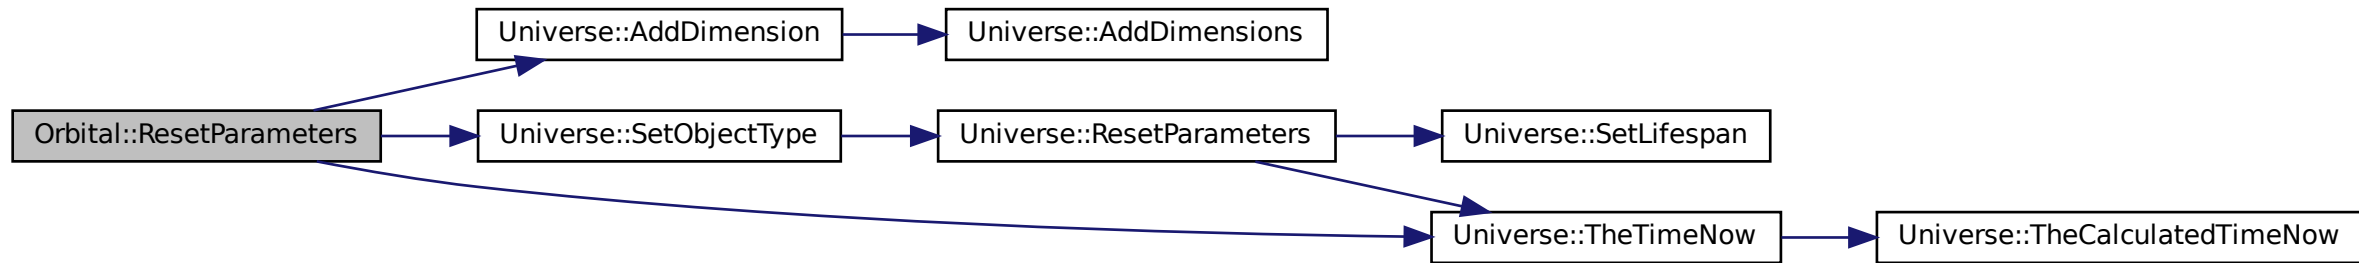 Universe::AddDimension
Universe::AddDimensions
Orbital::ResetParameters
Universe::SetObjectType
Universe::ResetParameters
Universe::SetLifespan
Universe::TheTimeNow
Universe::TheCalculatedTimeNow